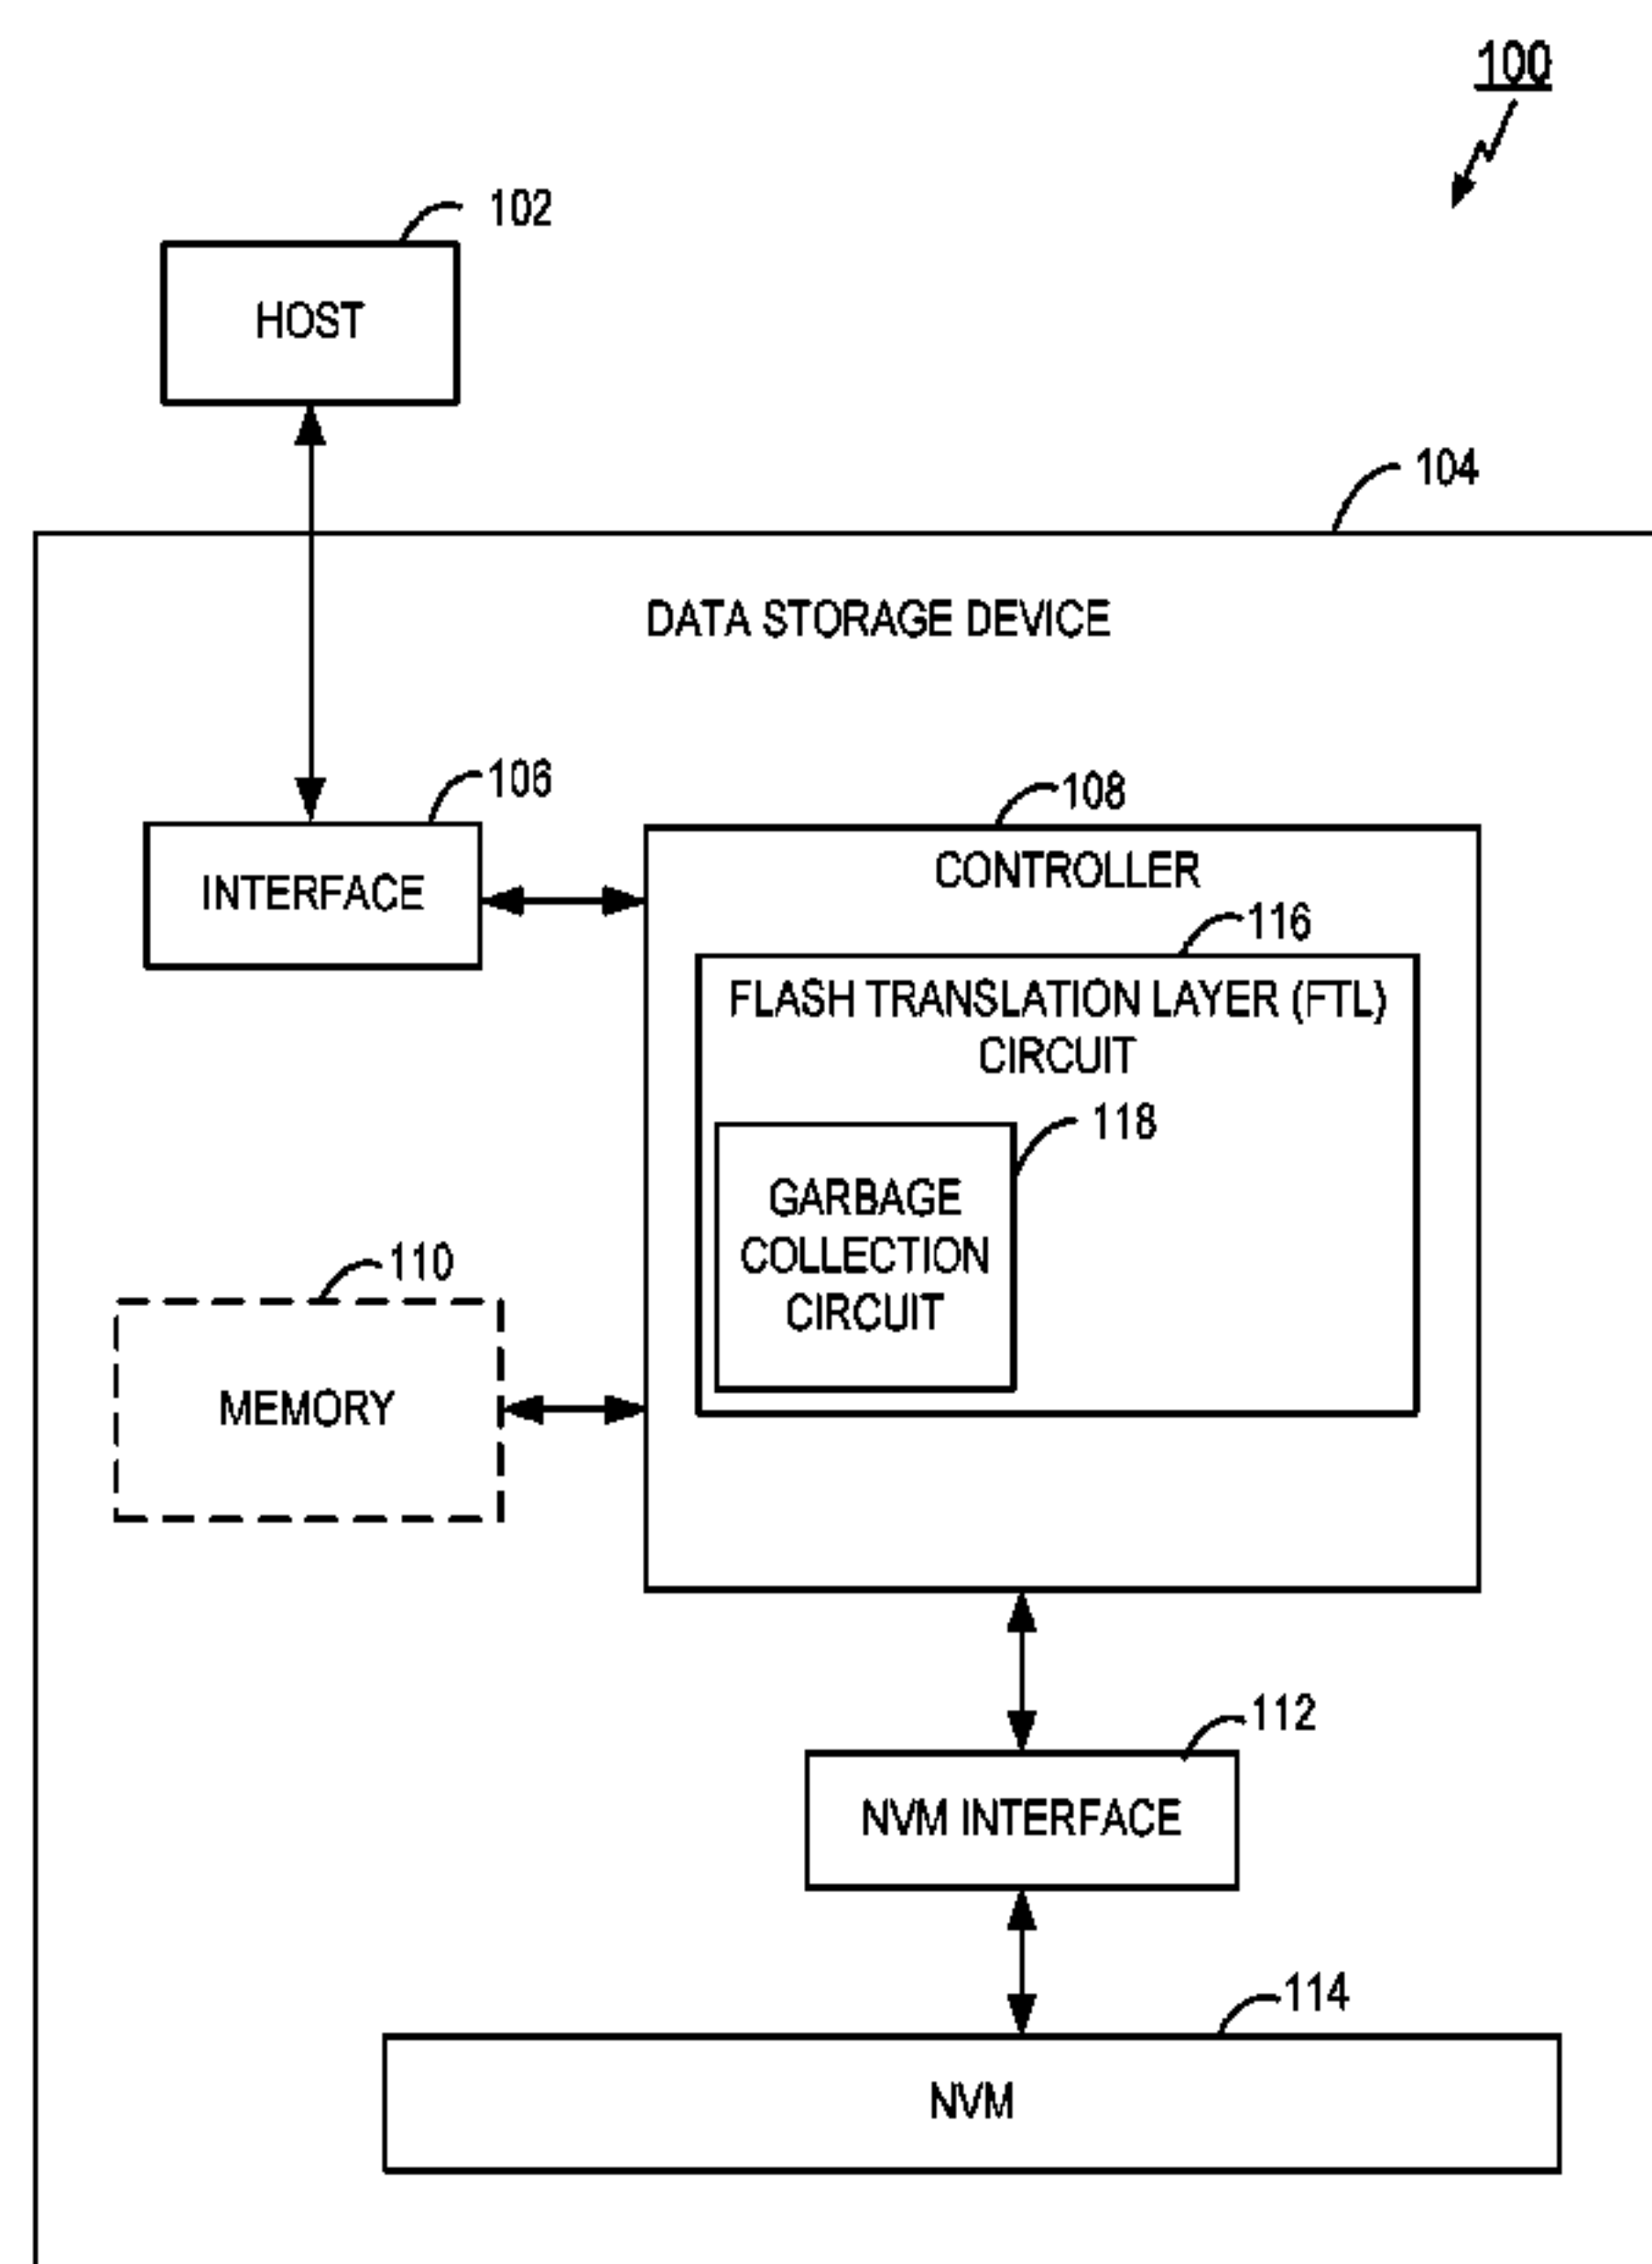 100
102
HOST
104
DATA STORAGE DEVICE
106
INTERFACE
108
CONTROLLER
116
FLASH TRANSLATION LAYER (FTL)
CIRCUIT
118
GARBAGE
COLLECTION
CIRCUIT
110
MEMORY
112
NVM INTERFACE
114
NVM